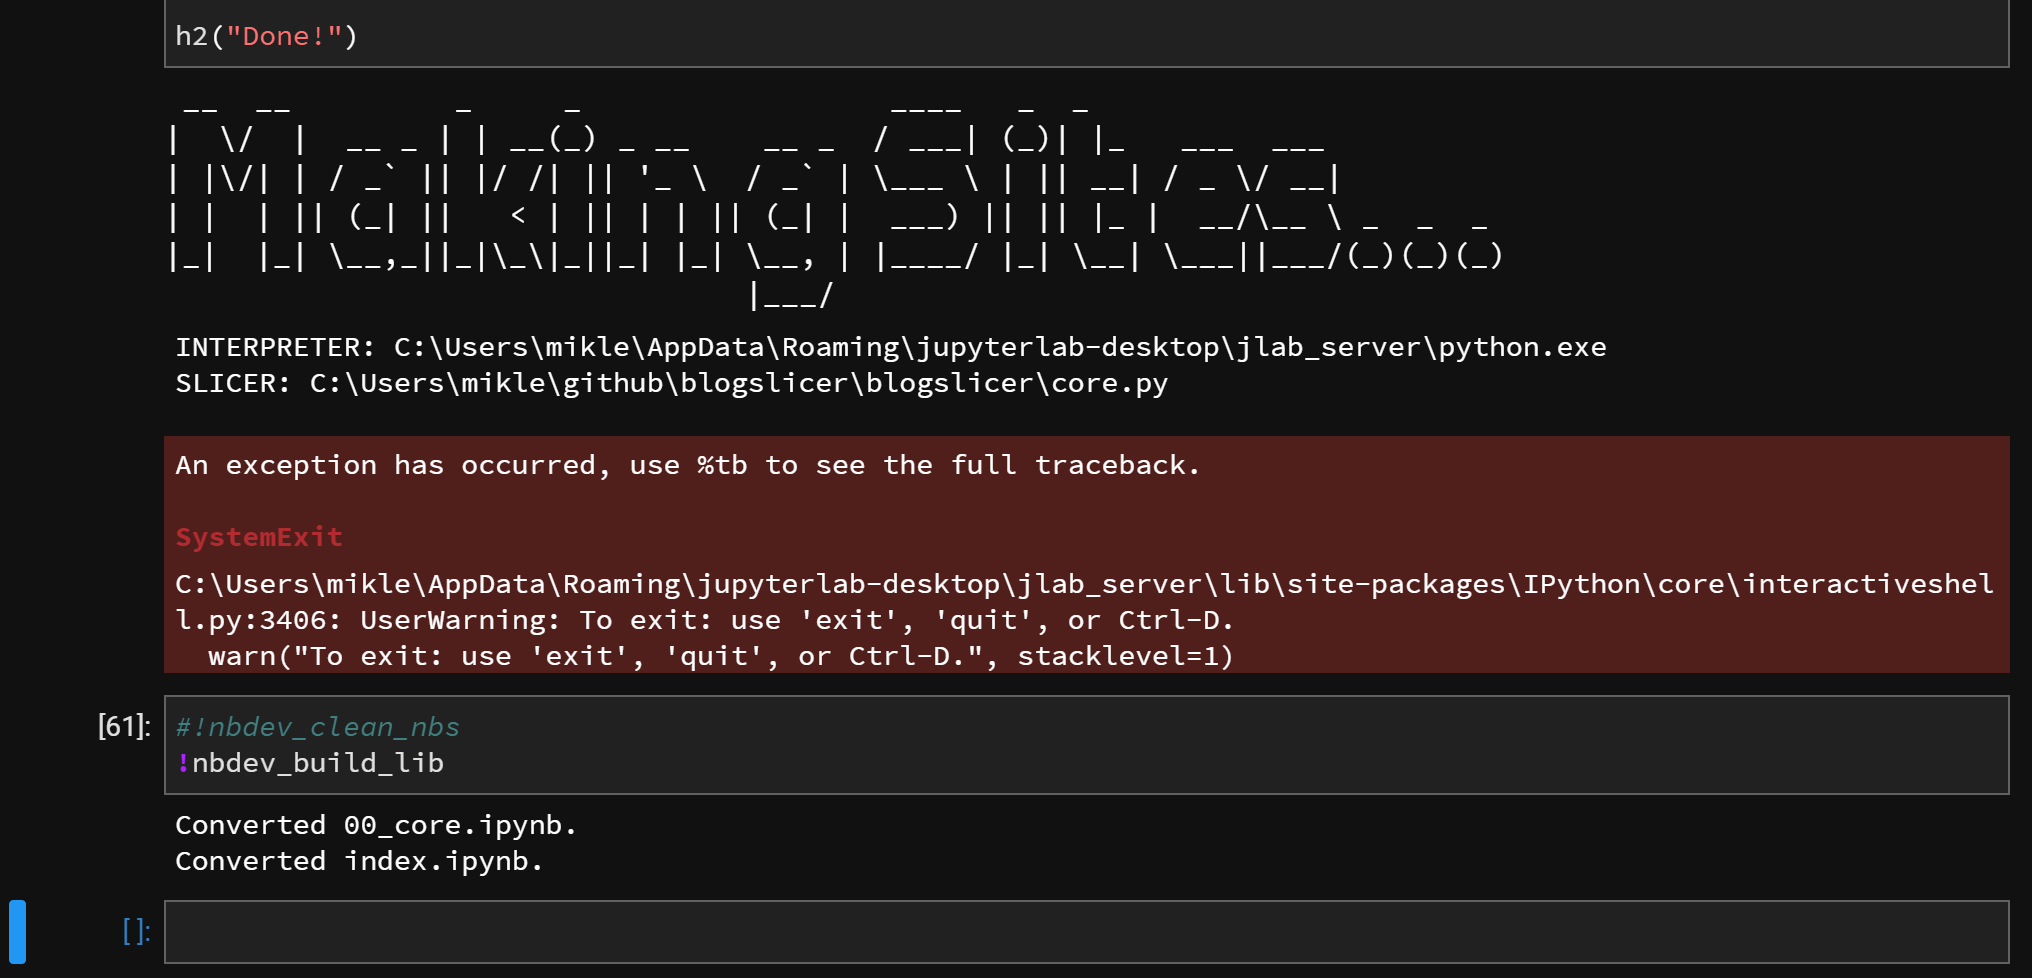 h2("Done!")
  __  __         _     _                 ____   _  _
|  \/  |  __ _ | | __(_) _ __    __ _  / ___| (_)| |_   ___  ___
| |\/| | / _` || |/ /| || '_ \  / _` | \___ \ | || __| / _ \/ __|
| |  | || (_| ||   < | || | | || (_| |  ___) || || |_ |  __/\__ \ _  _  _
|_|  |_| \__,_||_|\_\|_||_| |_| \__, | |____/ |_| \__| \___||___/(_)(_)(_)
                                |___/
INTERPRETER: C:\Users\mikle\AppData\Roaming\jupyterlab-desktop\jlab_server\python.exe
SLICER: C:\Users\mikle\github\blogslicer\blogslicer\core.py
An exception has occurred, use %tb to see the full traceback.
SystemExit
C:\Users\mikle\AppData\Roaming\jupyterlab-desktop\jlab_server\lib\site-packages\IPython\core\interactiveshel
l.py:3406: UserWarning: To exit: use 'exit', 'quit', or Ctrl-D.
  warn("To exit: use 'exit', 'quit', or Ctrl-D.", stacklevel=1)
[61]: #!nbdev_clean_nbs
!nbdev_build_lib
Converted 00_core.ipynb.
Converted index.ipynb.
[ ]: